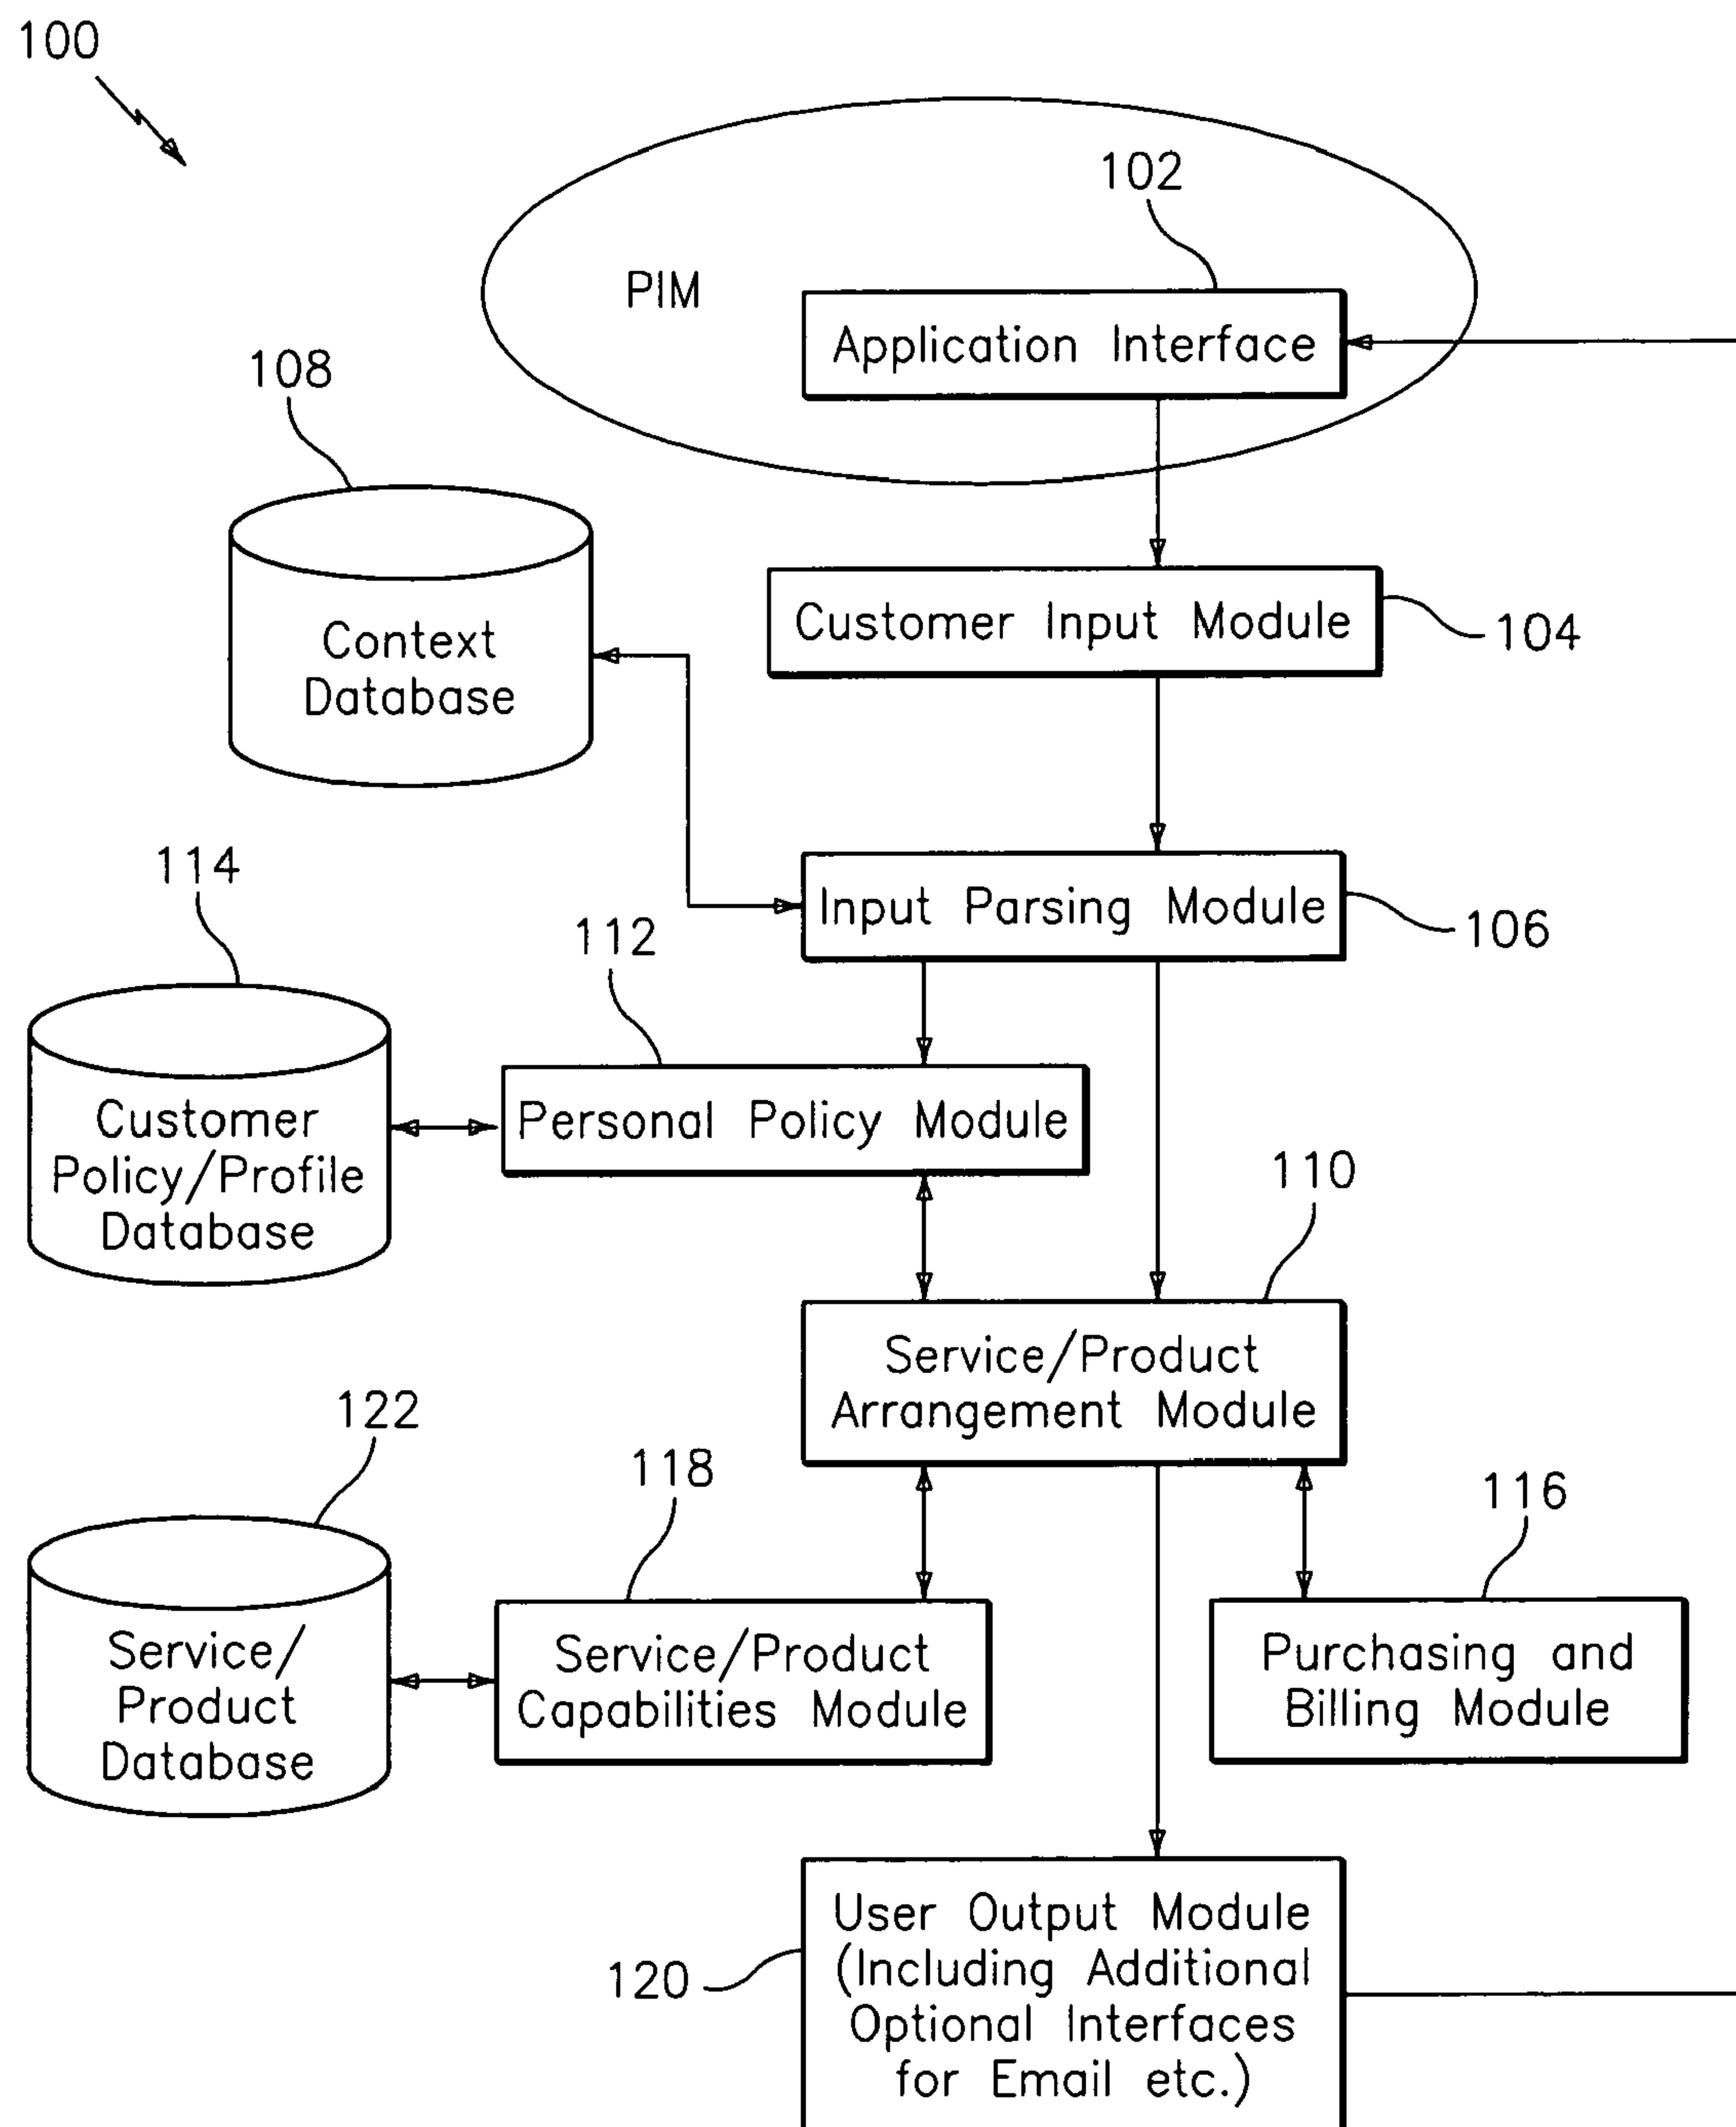 100
102
PIM
Application Interface
108
Customer Input Module
104
Context
Database
114
Input Parsing Module
106
112
Customer
Policy/Profile
Database
Personal Policy Module
110
Service/Product
Arrangement Module
122
118
116
Service/
Product
Database
Service/Product
Capabilities Module
Purchasing and
Billing Module
120
User Output Module
(Including Additional
Optional Interfaces
for Email etc.)